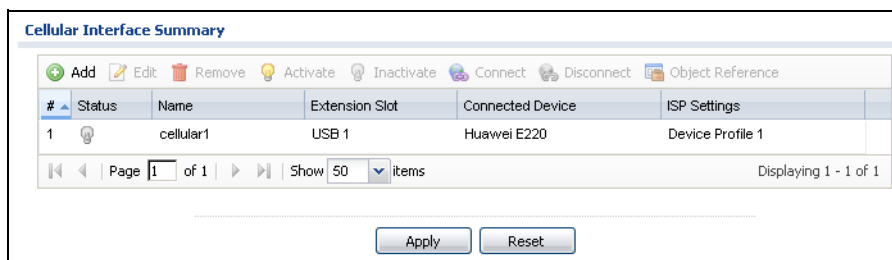 Cellular Interface Summary
Add Edit Remove Activate Inactivate Connect Disconnect Object Reference
# Status Name Extension Slot Connected Device ISP Settings
1 cellular1 USB 1 Huawei E220 Device Profile 1
Page 1 of 1 Show 50 items Displaying 1 - 1 of 1
Apply Reset